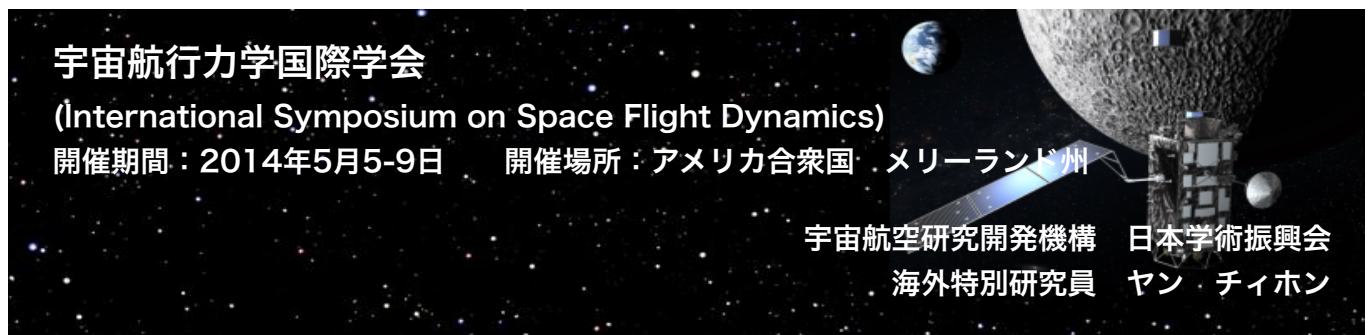 宇宙航行力学国際学会
(International Symposium on Space Flight Dynamics)
開催期間：2014年5月5-9日　　開催場所：アメリカ合衆国　メリーランド州
宇宙航空研究開発機構　日本学術振興会
海外特別研究員　ヤン　チィホン